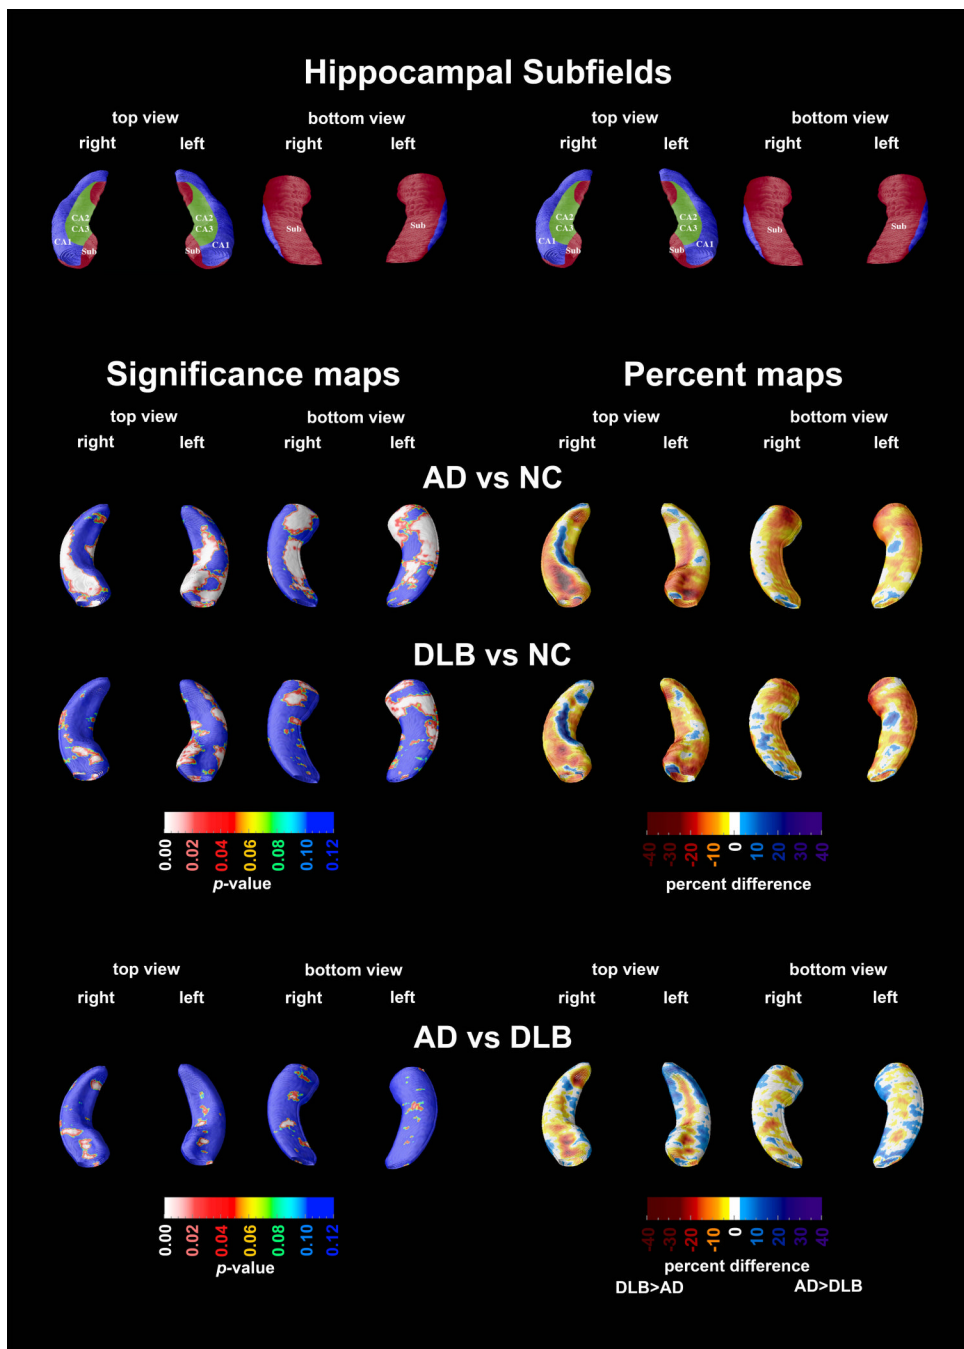 Hippocampal Subfields
top view bottom view top view bottom view
right left right left right left right left
CA2 CA2 CA2 CA2
CA3 CA3 Sub Sub CA3 CA3 Sub Sub
CA1 CA1 CA1 CA1
Sub Sub Sub Sub
Significance maps Percent maps
top view bottom view top view bottom view
right left right left right left right left
AD vs NC
DLB vs NC
0.00 0.02 0.04 0.06 0.08 0.10 0.12 -40 -30 -20 -10 0 10 20 30 40
p-value percent difference
top view bottom view top view bottom view
right left right left right left right left
AD vs DLB
0.00 0.02 0.04 0.06 0.08 0.10 0.12 -40 -30 -20 -10 0 10 20 30 40
p-value percent difference
DLB>AD AD>DLB